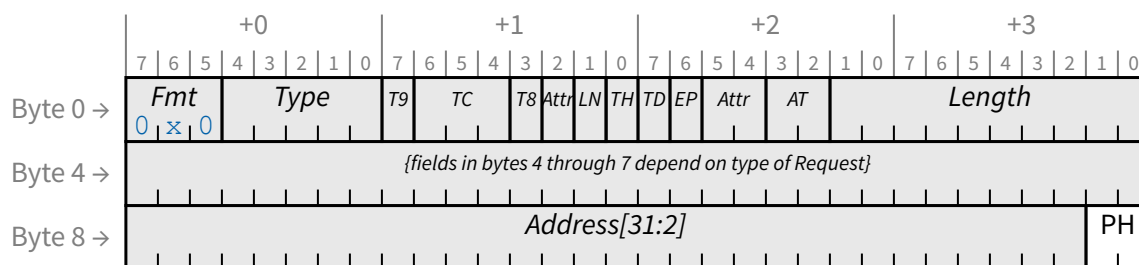 +0 +1 +2 +3
7 6 5 4 3 2 1 0 7 6 5 4 3 2 1 0 7 6 5 4 3 2 1 0 7 6 5 4 3 2 1 0
Byte 0 → Fmt Type T9 TC T8 Attr LN TH TD EP Attr AT Length
0 x 0
Byte 4 → {fields in bytes 4 through 7 depend on type of Request}
Byte 8 → Address[31:2] PH